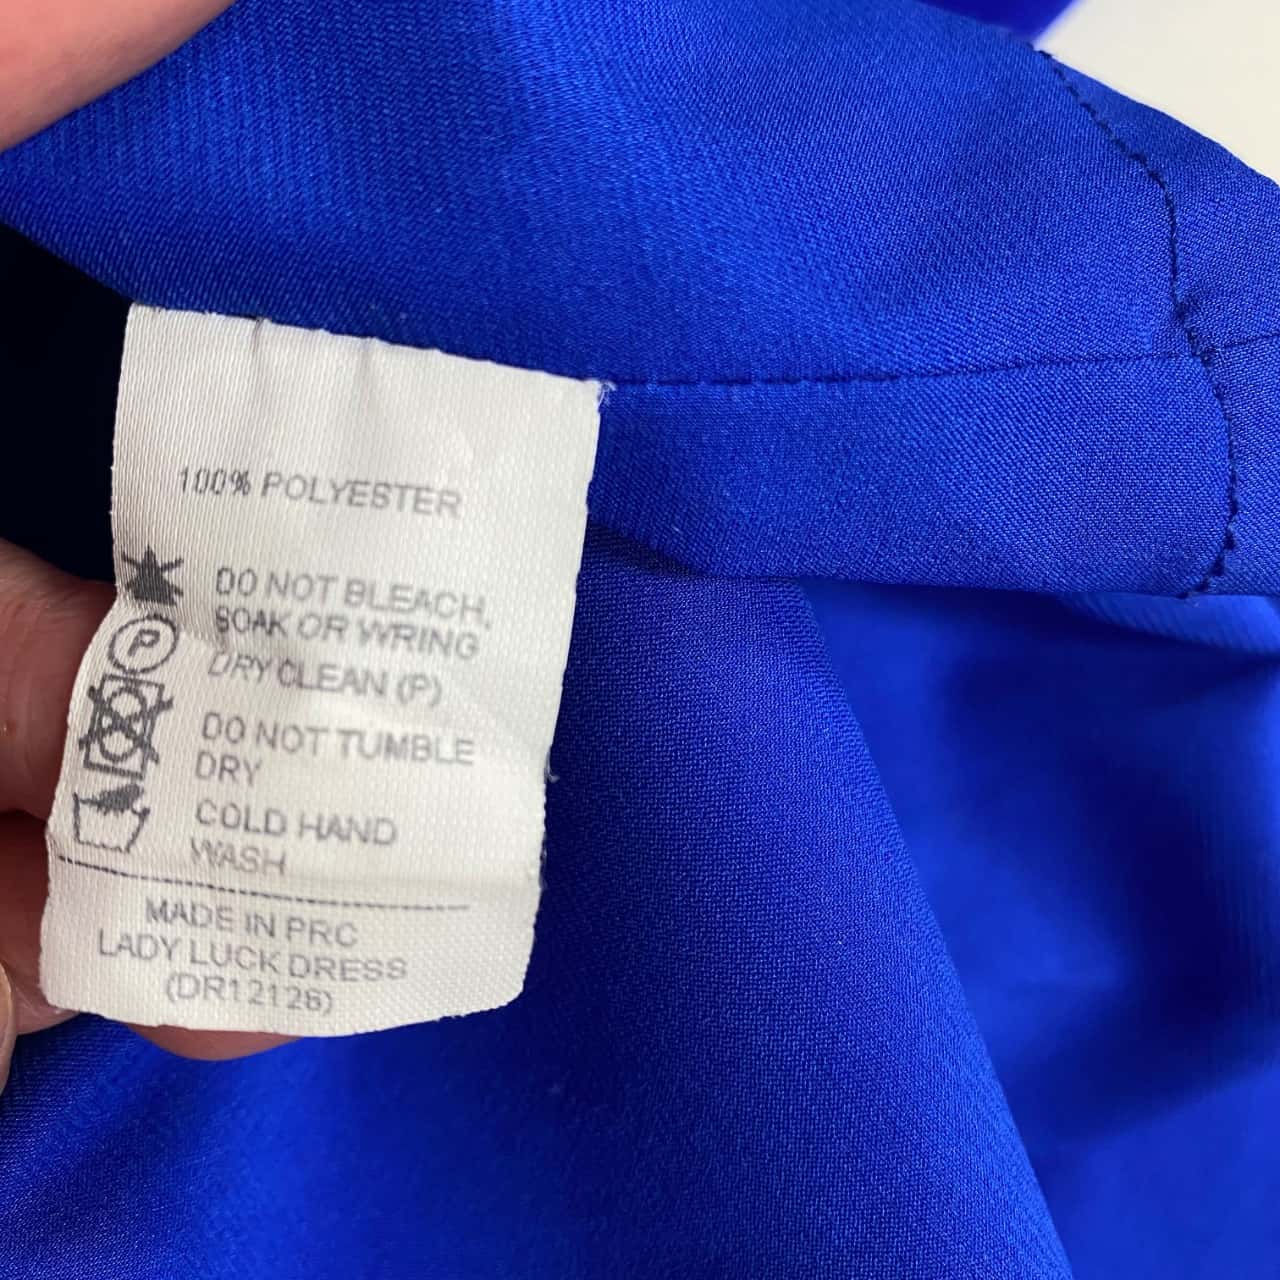 100% POLYESTER
DO NOT BLEACH,
SOAK OR WRING
DRY CLEAN (P)
P
DO NOT TUMBLE
DRY
COLD HAND
WASH
MADE IN PRC
LADY LUCK DRESS
(DR12126)